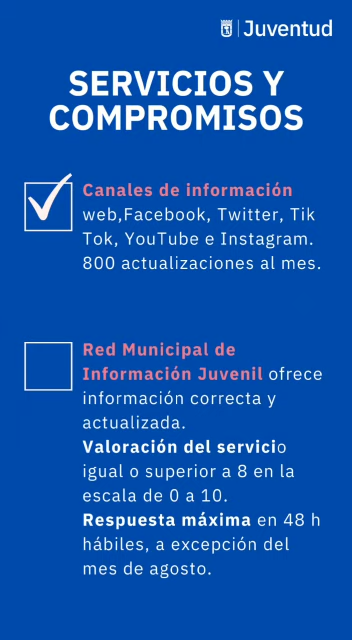 Juventud
SERVICIOS Y
COMPROMISOS
Canales de información
web,Facebook, Twitter, Tik
Tok, YouTube e Instagram.
800 actualizaciones al mes.
Red Municipal de
Información Juvenil ofrece
información correcta y
actualizada.
Valoración del servicio
igual o superior a 8 en la
escala de 0 a 10.
Respuesta máxima en 48 h
hábiles, a excepción del
mes de agosto.